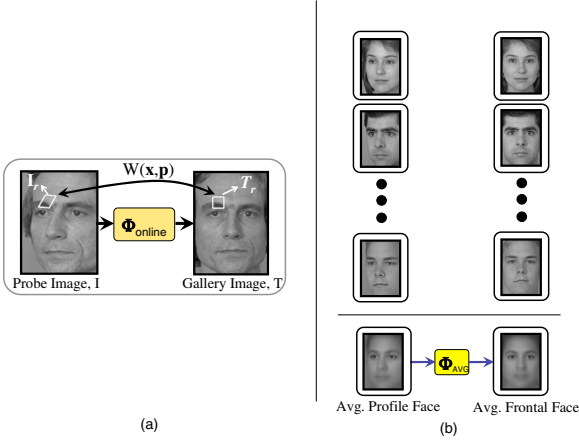 W(x,p)
I_r
T_r
Φ_online
Probe Image, I
Gallery Image, T
(a)
Φ_AVG
Avg. Profile Face
Avg. Frontal Face
(b)